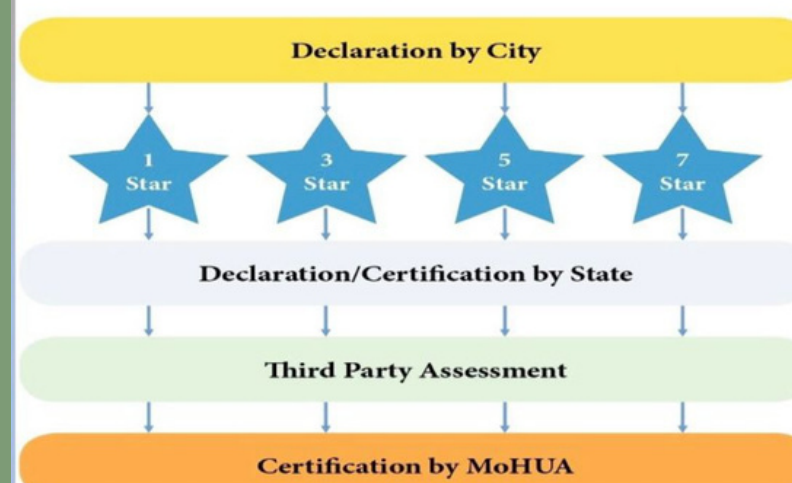 Declaration by City
1
Star
3
Star
5
Star
7
Star
Declaration/Certification by State
Third Party Assessment
Certification by MoHUA